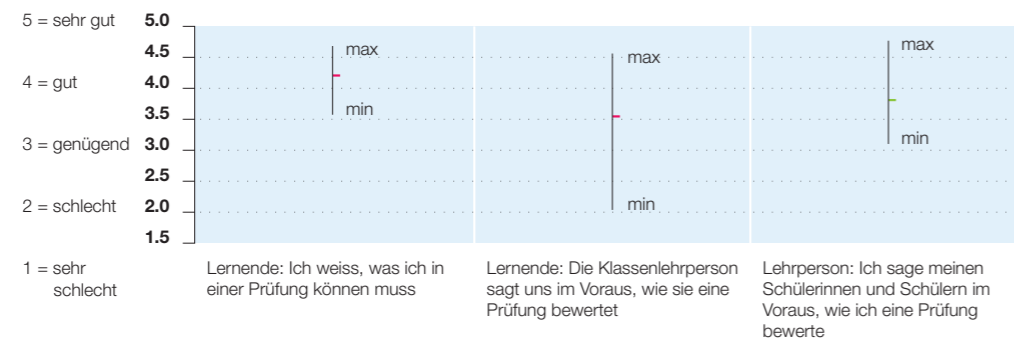 5 = sehr gut
4 = gut
3 = genügend
2 = schlecht
1 = sehr
schlecht
5.0
4.5
4.0
3.5
3.0
2.5
2.0
1.5
max
min
max
min
max
min
Lernende: Ich weiss, was ich in
einer Prüfung können muss
Lernende: Die Klassenlehrperson
sagt uns im Voraus, wie sie eine
Prüfung bewertet
Lehrperson: Ich sage meinen
Schülerinnen und Schülern im
Voraus, wie ich eine Prüfung
bewerte